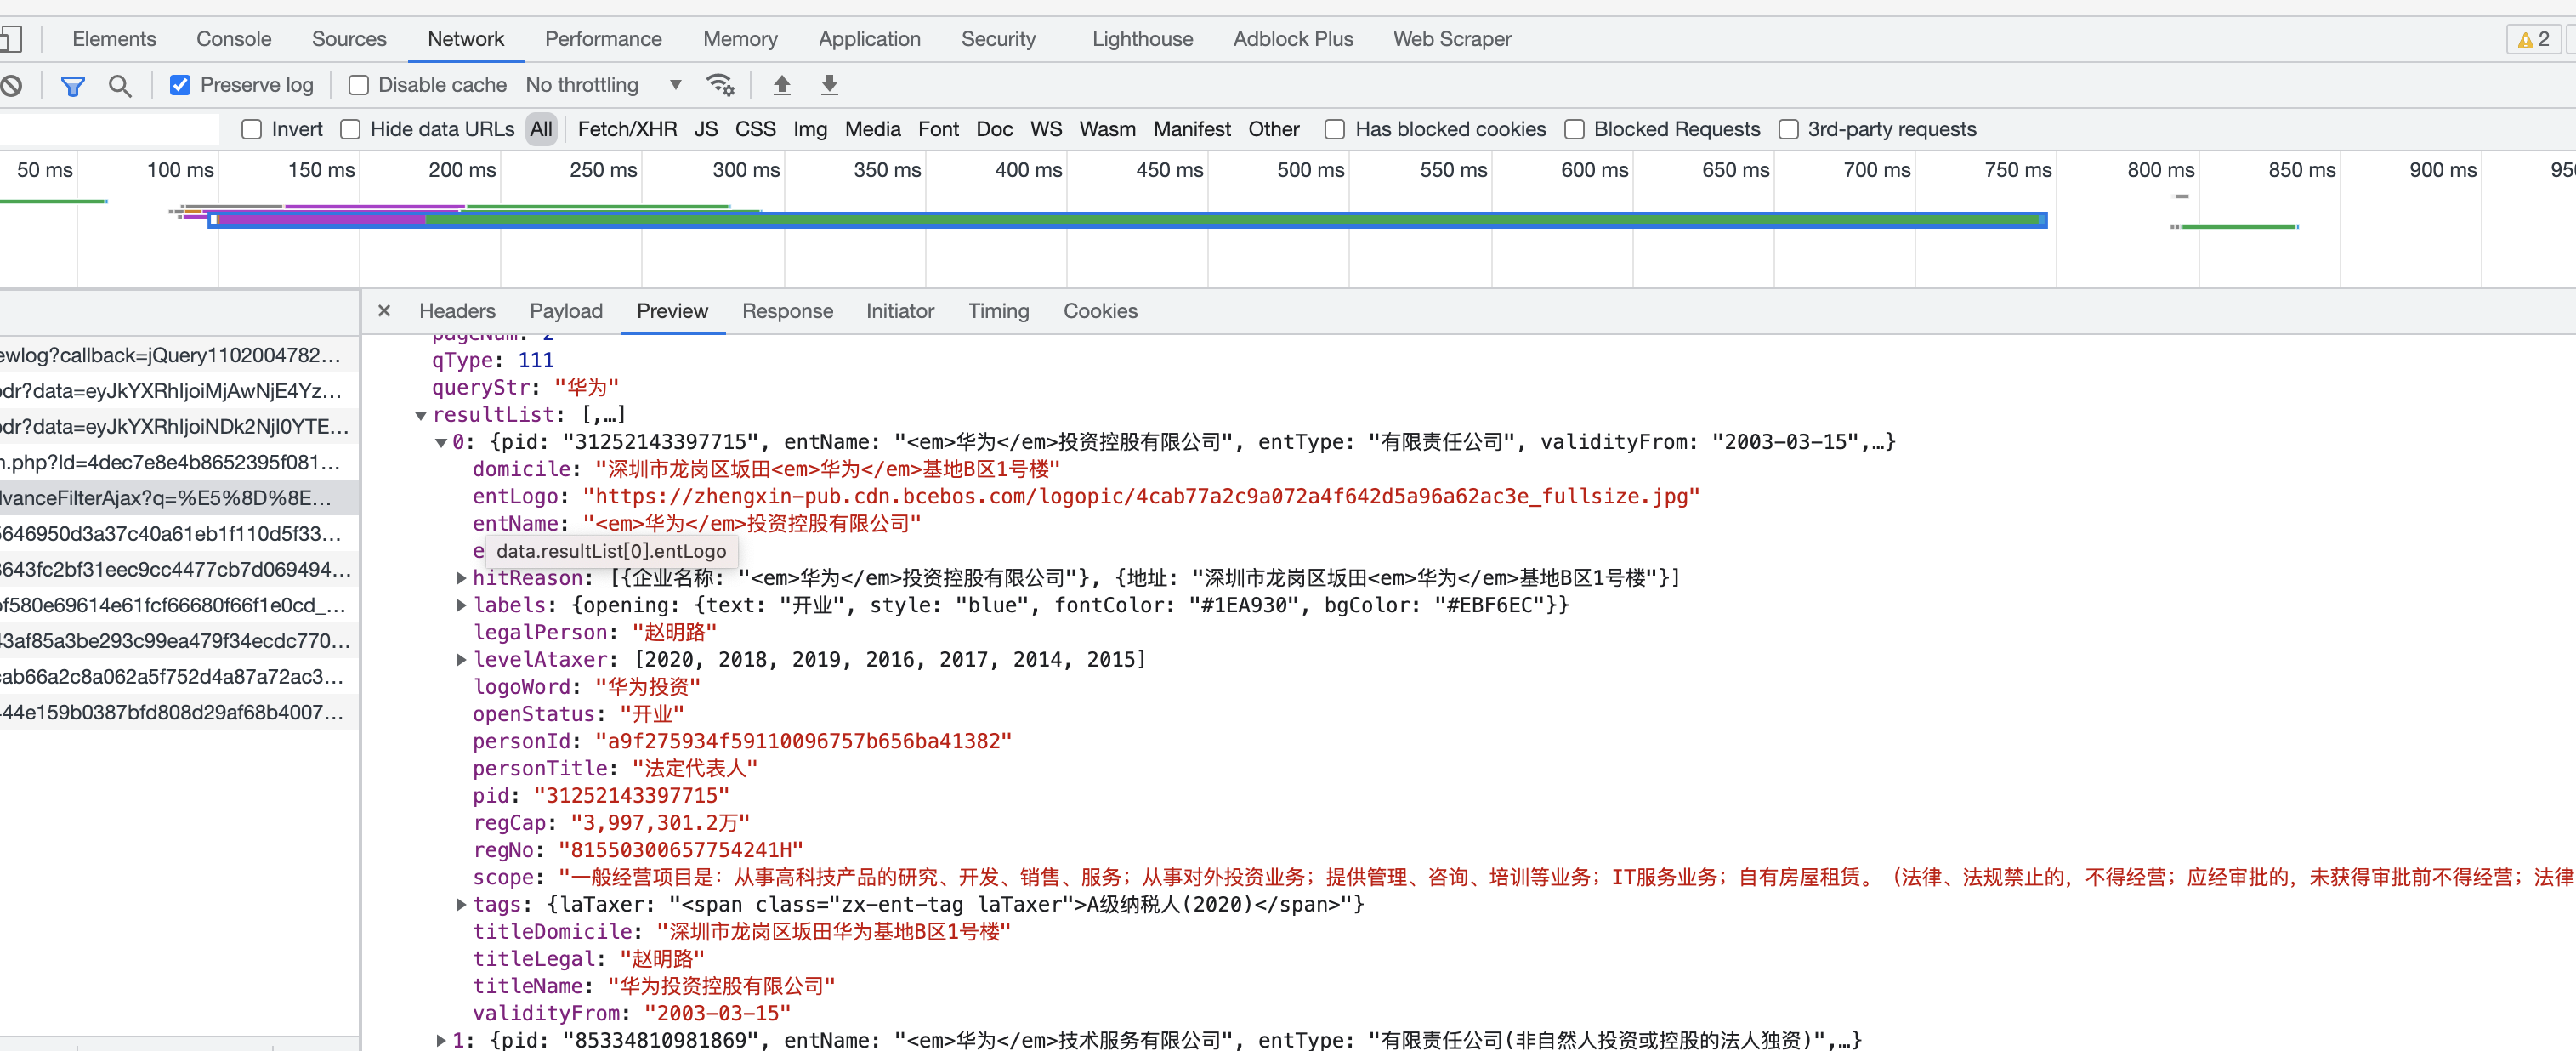 Elements Console Sources Network Performance Memory Application Security Lighthouse Adblock Plus Web Scraper 2
Preserve log Disable cache No throttling
Invert Hide data URLs All Fetch/XHR JS CSS Img Media Font Doc WS Wasm Manifest Other Has blocked cookies Blocked Requests 3rd-party requests
50 ms 100 ms 150 ms 200 ms 250 ms 300 ms 350 ms 400 ms 450 ms 500 ms 550 ms 600 ms 650 ms 700 ms 750 ms 800 ms 850 ms 900 ms 950
Headers Payload Preview Response Initiator Timing Cookies
ewlog?callback=jQuery1102004782…
odr?data=eyJkYXRhIjoiMjAwNjE4Yz…
odr?data=eyJkYXRhIjoiNDk2NjI0YTE…
n.php?Id=4dec7e8e4b8652395f081…
dvanceFilterAjax?q=%E5%8D%8E…
5646950d3a37c40a61eb1f110d5f33…
3643fc2bf31eec9cc4477cb7d069494…
of580e69614e61fcf66680f66f1e0cd_…
43af85a3be293c99ea479f34ecdc770…
cab66a2c8a062a5f752d4a87a72ac3…
444e159b0387bfd808d29af68b4007…
pageNum: 2
qType: 111
queryStr: "华为"
resultList: [,…]
0: {pid: "31252143397715", entName: "<em>华为</em>投资控股有限公司", entType: "有限责任公司", validityFrom: "2003-03-15",…}
domicile: "深圳市龙岗区坂田<em>华为</em>基地B区1号楼"
entLogo: "https://zhengxin-pub.cdn.bcebos.com/logopic/4cab77a2c9a072a4f642d5a96a62ac3e_fullsize.jpg"
entName: "<em>华为</em>投资控股有限公司"
e data.resultList[0].entLogo
hitReason: [{企业名称: "<em>华为</em>投资控股有限公司"}, {地址: "深圳市龙岗区坂田<em>华为</em>基地B区1号楼"}]
labels: {opening: {text: "开业", style: "blue", fontColor: "#1EA930", bgColor: "#EBF6EC"}}
legalPerson: "赵明路"
levelAtaxer: [2020, 2018, 2019, 2016, 2017, 2014, 2015]
logoWord: "华为投资"
openStatus: "开业"
personId: "a9f275934f59110096757b656ba41382"
personTitle: "法定代表人"
pid: "31252143397715"
regCap: "3,997,301.2万"
regNo: "81550300657754241H"
scope: "一般经营项目是：从事高科技产品的研究、开发、销售、服务；从事对外投资业务；提供管理、咨询、培训等业务；IT服务业务；自有房屋租赁。（法律、法规禁止的，不得经营；应经审批的，未获得审批前不得经营；法律
tags: {laTaxer: "<span class="zx-ent-tag laTaxer">A级纳税人(2020)</span>"}
titleDomicile: "深圳市龙岗区坂田华为基地B区1号楼"
titleLegal: "赵明路"
titleName: "华为投资控股有限公司"
validityFrom: "2003-03-15"
1: {pid: "85334810981869", entName: "<em>华为</em>技术服务有限公司", entType: "有限责任公司(非自然人投资或控股的法人独资)",…}